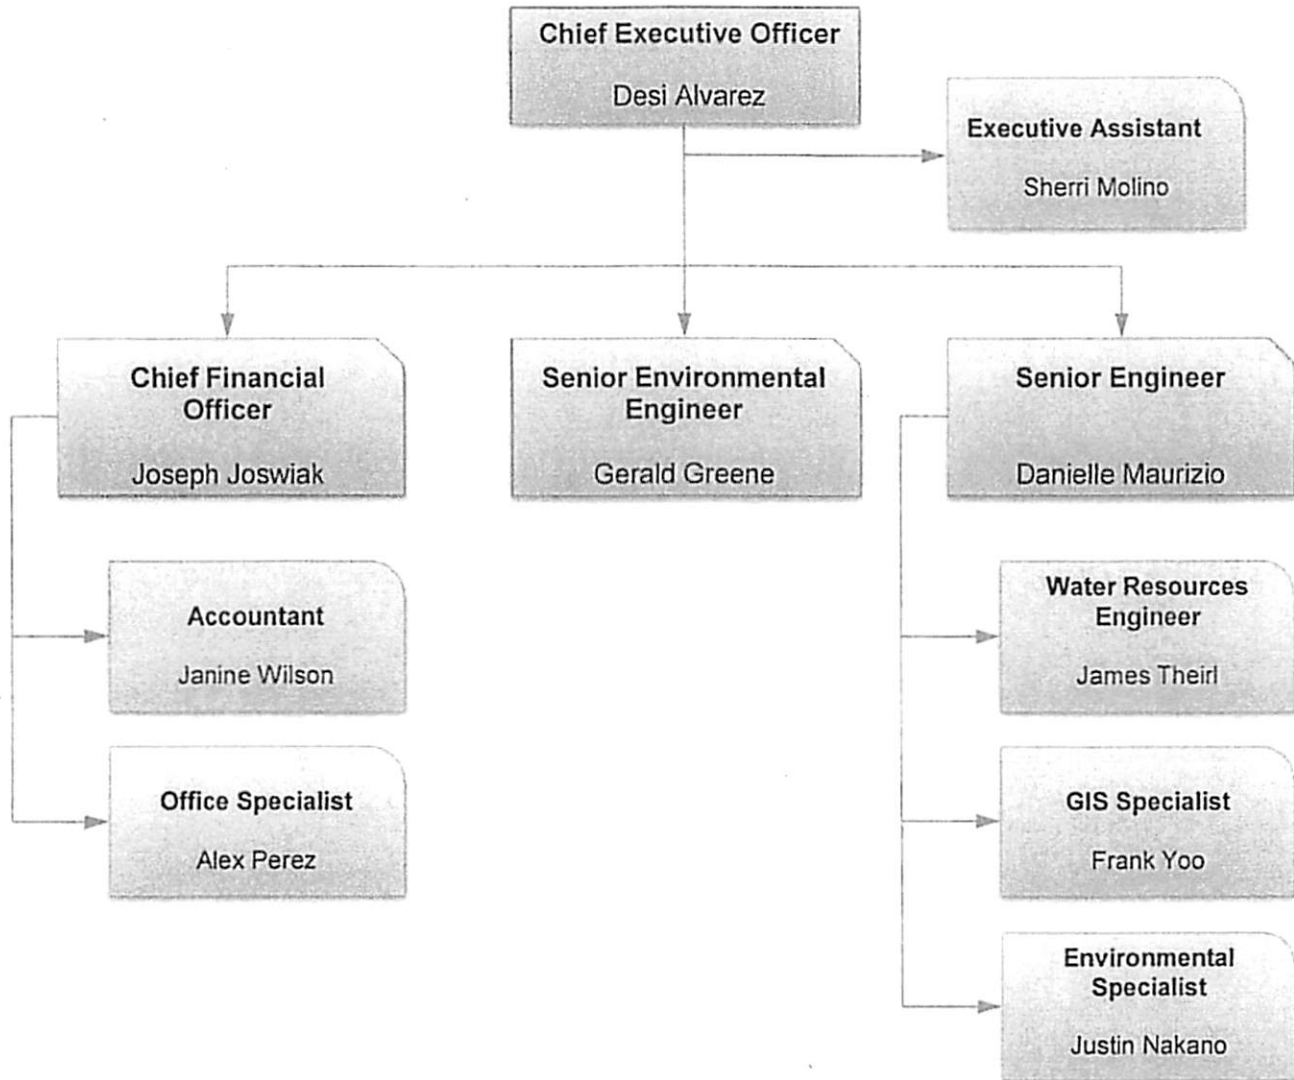 Chief Executive Officer
Desi Alvarez
Executive Assistant
Sherri Molino
Chief Financial
Officer
Joseph Joswiak
Senior Environmental
Engineer
Gerald Greene
Senior Engineer
Danielle Maurizio
Accountant
Janine Wilson
Office Specialist
Alex Perez
Water Resources
Engineer
James Theirl
GIS Specialist
Frank Yoo
Environmental
Specialist
Justin Nakano